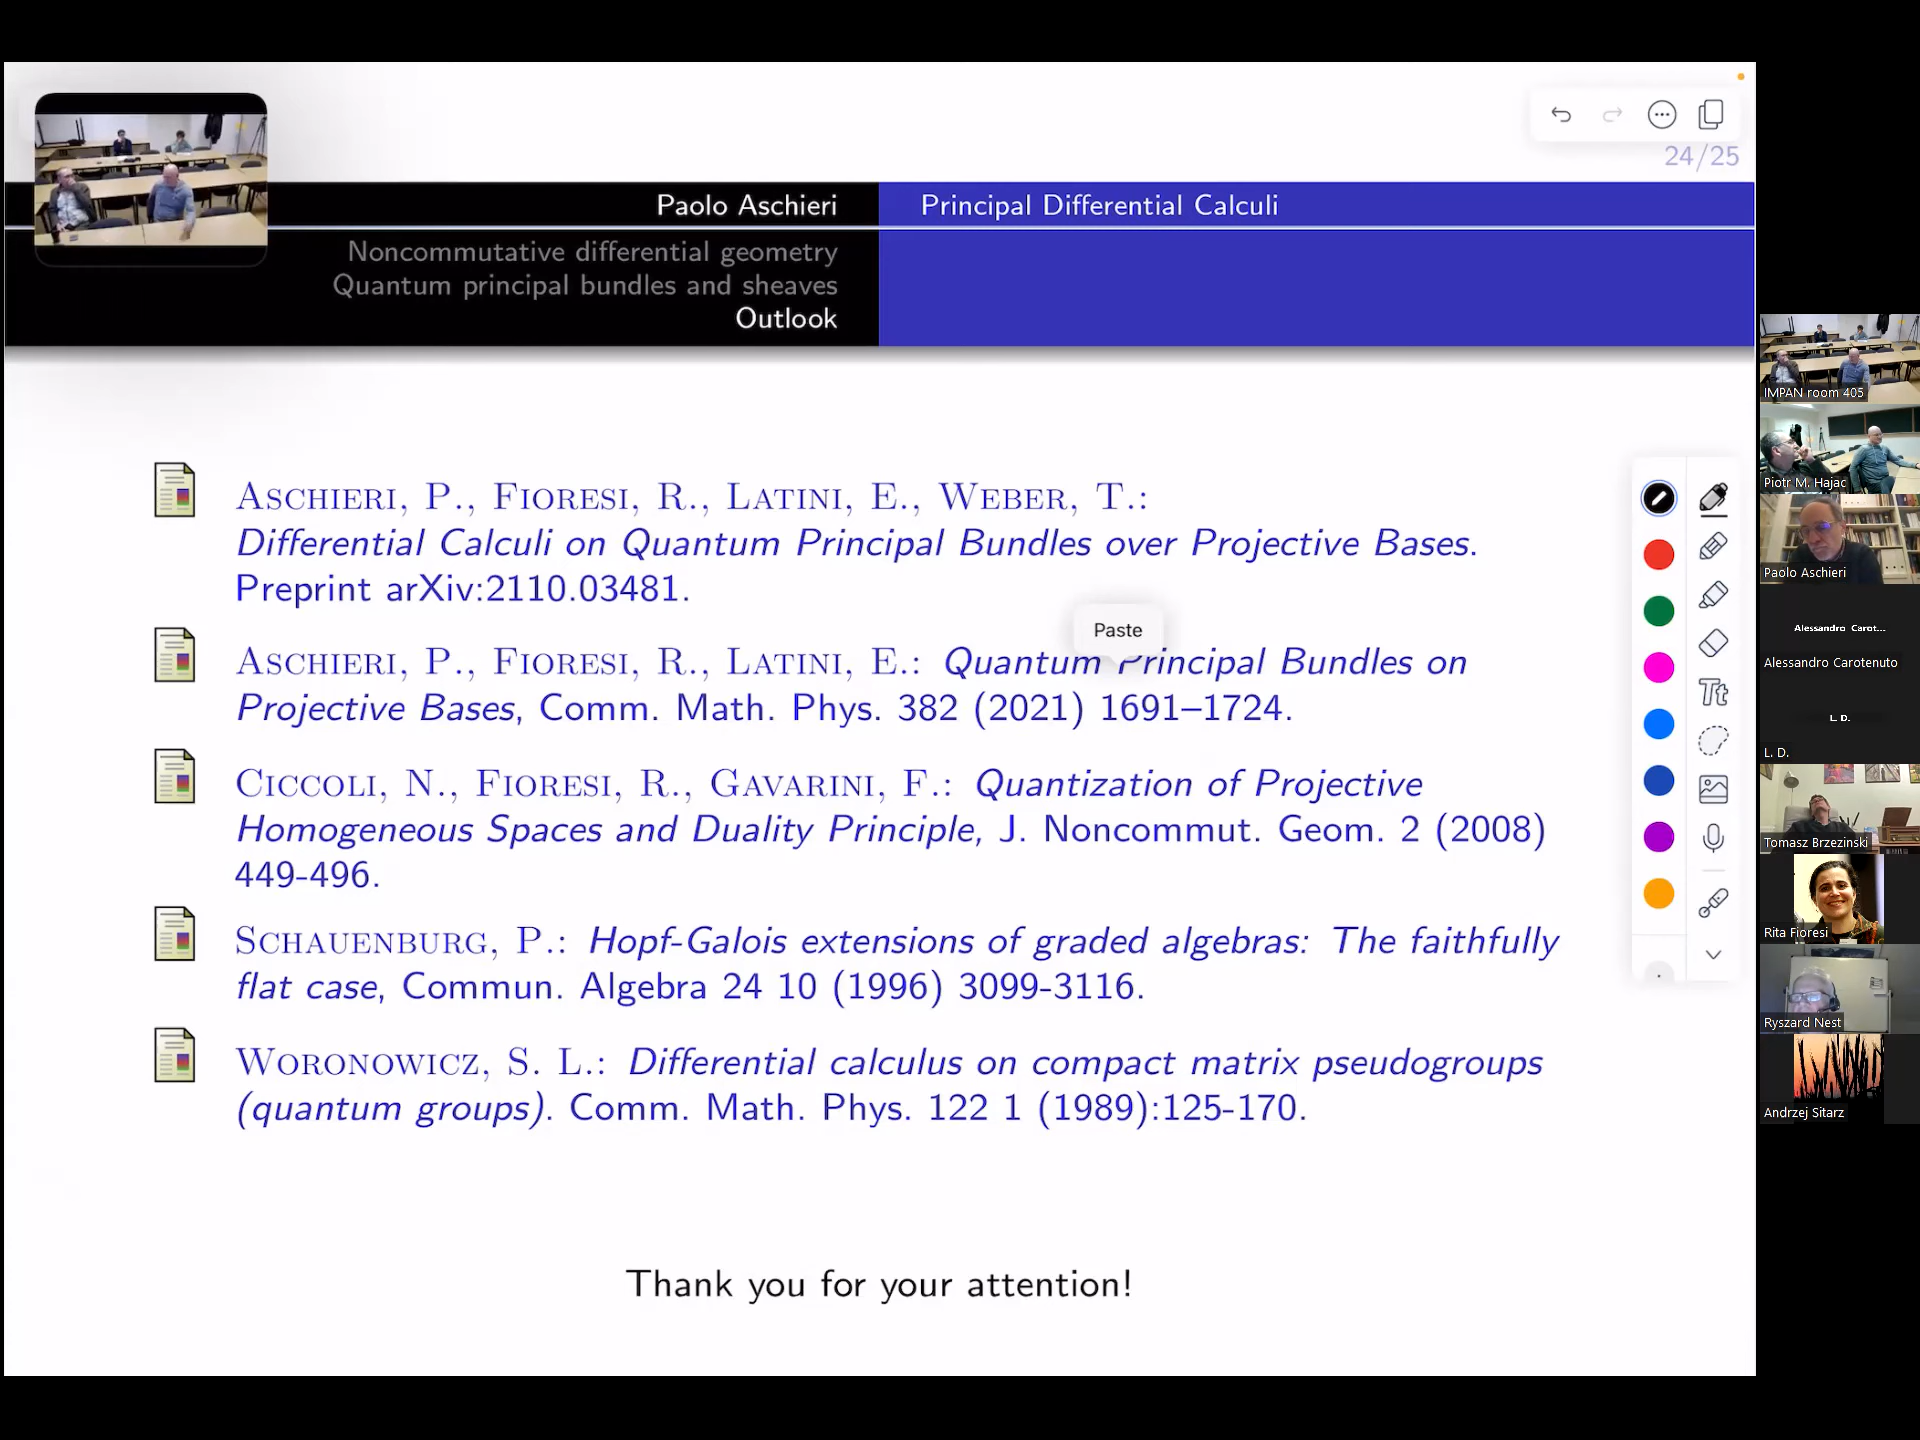 24/25
Paolo Aschieri
Principal Differential Calculi
Noncommutative differential geometry
Quantum principal bundles and sheaves
Outlook
Aschieri, P., Fioresi, R., Latini, E., Weber, T.:
Differential Calculi on Quantum Principal Bundles over Projective Bases.
Preprint arXiv:2110.03481.
Paste
Aschieri, P., Fioresi, R., Latini, E.: Quantum Principal Bundles on
Projective Bases, Comm. Math. Phys. 382 (2021) 1691–1724.
Ciccoli, N., Fioresi, R., Gavarini, F.: Quantization of Projective
Homogeneous Spaces and Duality Principle, J. Noncommut. Geom. 2 (2008)
449-496.
Schauenburg, P.: Hopf-Galois extensions of graded algebras: The faithfully
flat case, Commun. Algebra 24 10 (1996) 3099-3116.
Woronowicz, S. L.: Differential calculus on compact matrix pseudogroups
(quantum groups). Comm. Math. Phys. 122 1 (1989):125-170.
Thank you for your attention!
Tt
IMPAN room 405
Piotr M. Hajac
Paolo Aschieri
Alessandro Carot...
Alessandro Carotenuto
L. D.
L. D.
Tomasz Brzezinski
Rita Fioresi
Ryszard Nest
Andrzej Sitarz